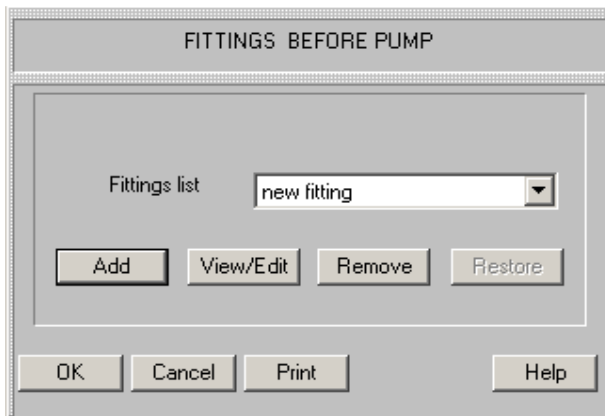 FITTINGS BEFORE PUMP
Fittings list new fitting
Add View/Edit Remove Restore
OK Cancel Print Help